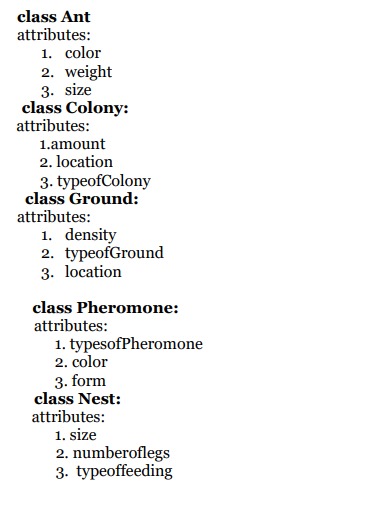 class Ant
attributes:
1. color
2. weight
3. size
class Colony:
attributes:
1.amount
2. location
3. typeofColony
class Ground:
attributes:
1. density
2. typeofGround
3. location
class Pheromone:
attributes:
1. typesofPheromone
2. color
3. form
class Nest:
attributes:
1. size
2. numberoflegs
3. typeoffeeding